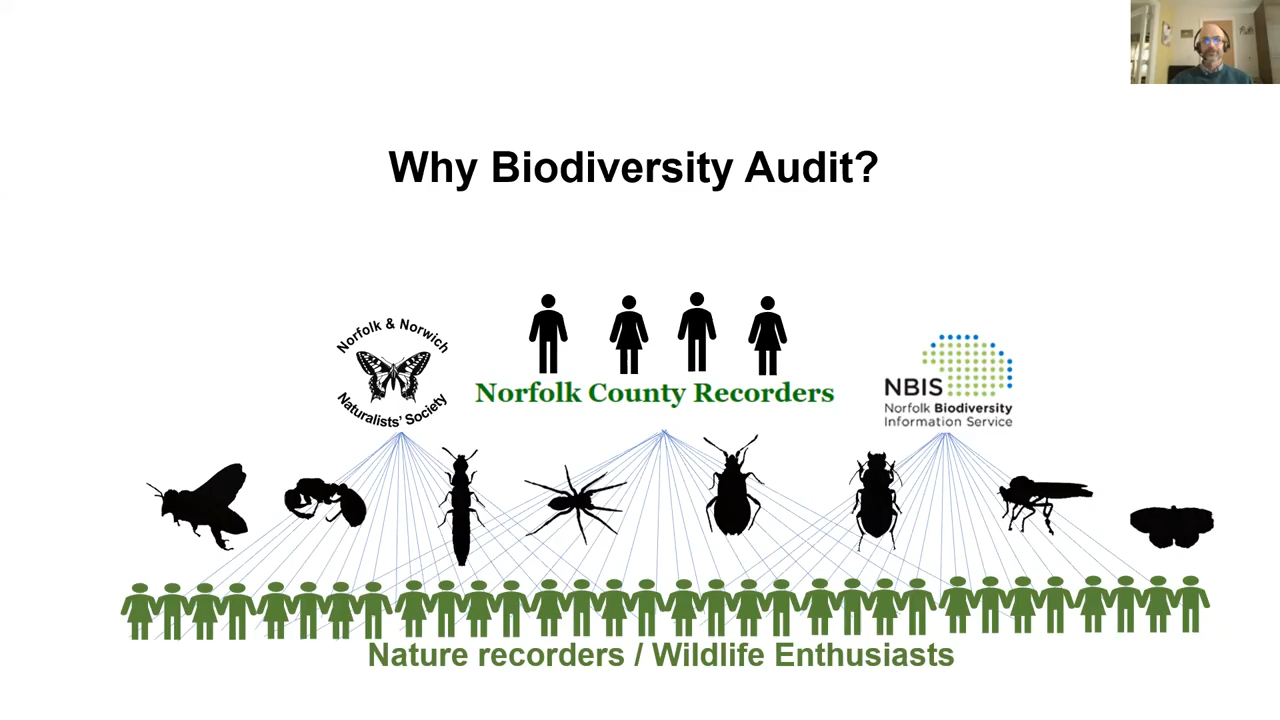 Why Biodiversity Audit?
Norfolk & Norwich
Naturalists' Society
Norfolk County Recorders
NBIS
Norfolk Biodiversity
Information Service
Nature recorders / Wildlife Enthusiasts